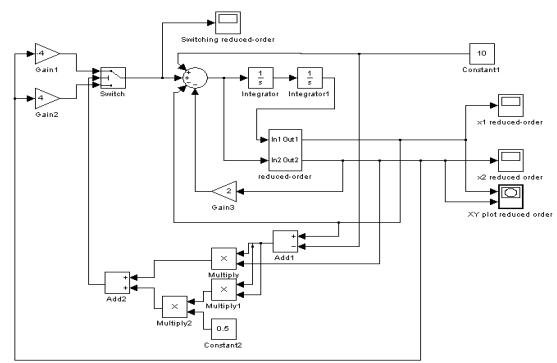 Switching reduced-order
-4
Gain1
4
Gain2
Switch
+
+
−
−
1
s
Integrator
1
s
Integrator1
10
Constant1
x1 reduced-order
In1 Out1
In2 Out2
reduced-order
x2 reduced order
XY plot reduced order
2
Gain3
+
−
Add1
×
Multiply
+
+
Add2
×
Multiply1
×
Multiply2
0.5
Constant2